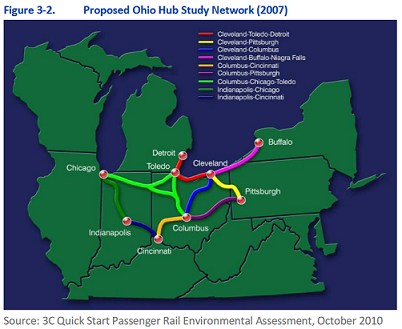 Figure 3-2. Proposed Ohio Hub Study Network (2007)
Cleveland-Toledo-Detroit
Cleveland-Pittsburgh
Cleveland-Columbus
Cleveland-Buffalo-Niagra Falls
Columbus-Cincinnati
Columbus-Pittsburgh
Columbus-Chicago-Toledo
Indianapolis-Chicago
Indianapolis-Cincinnati
Buffalo
Detroit
Cleveland
Toledo
Chicago
Pittsburgh
Indianapolis
Columbus
Cincinnati
Source: 3C Quick Start Passenger Rail Environmental Assessment, October 2010